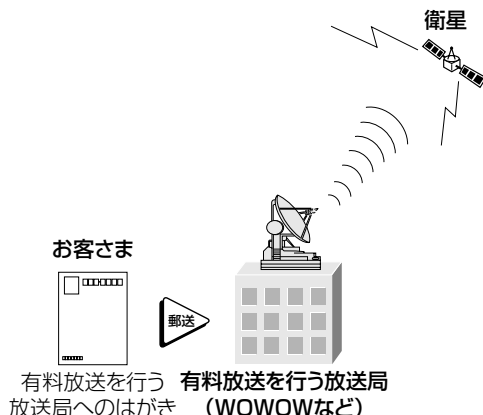 衛星
お客さま
郵送
有料放送を行う
放送局へのはがき
有料放送を行う放送局
（WOWOWなど）